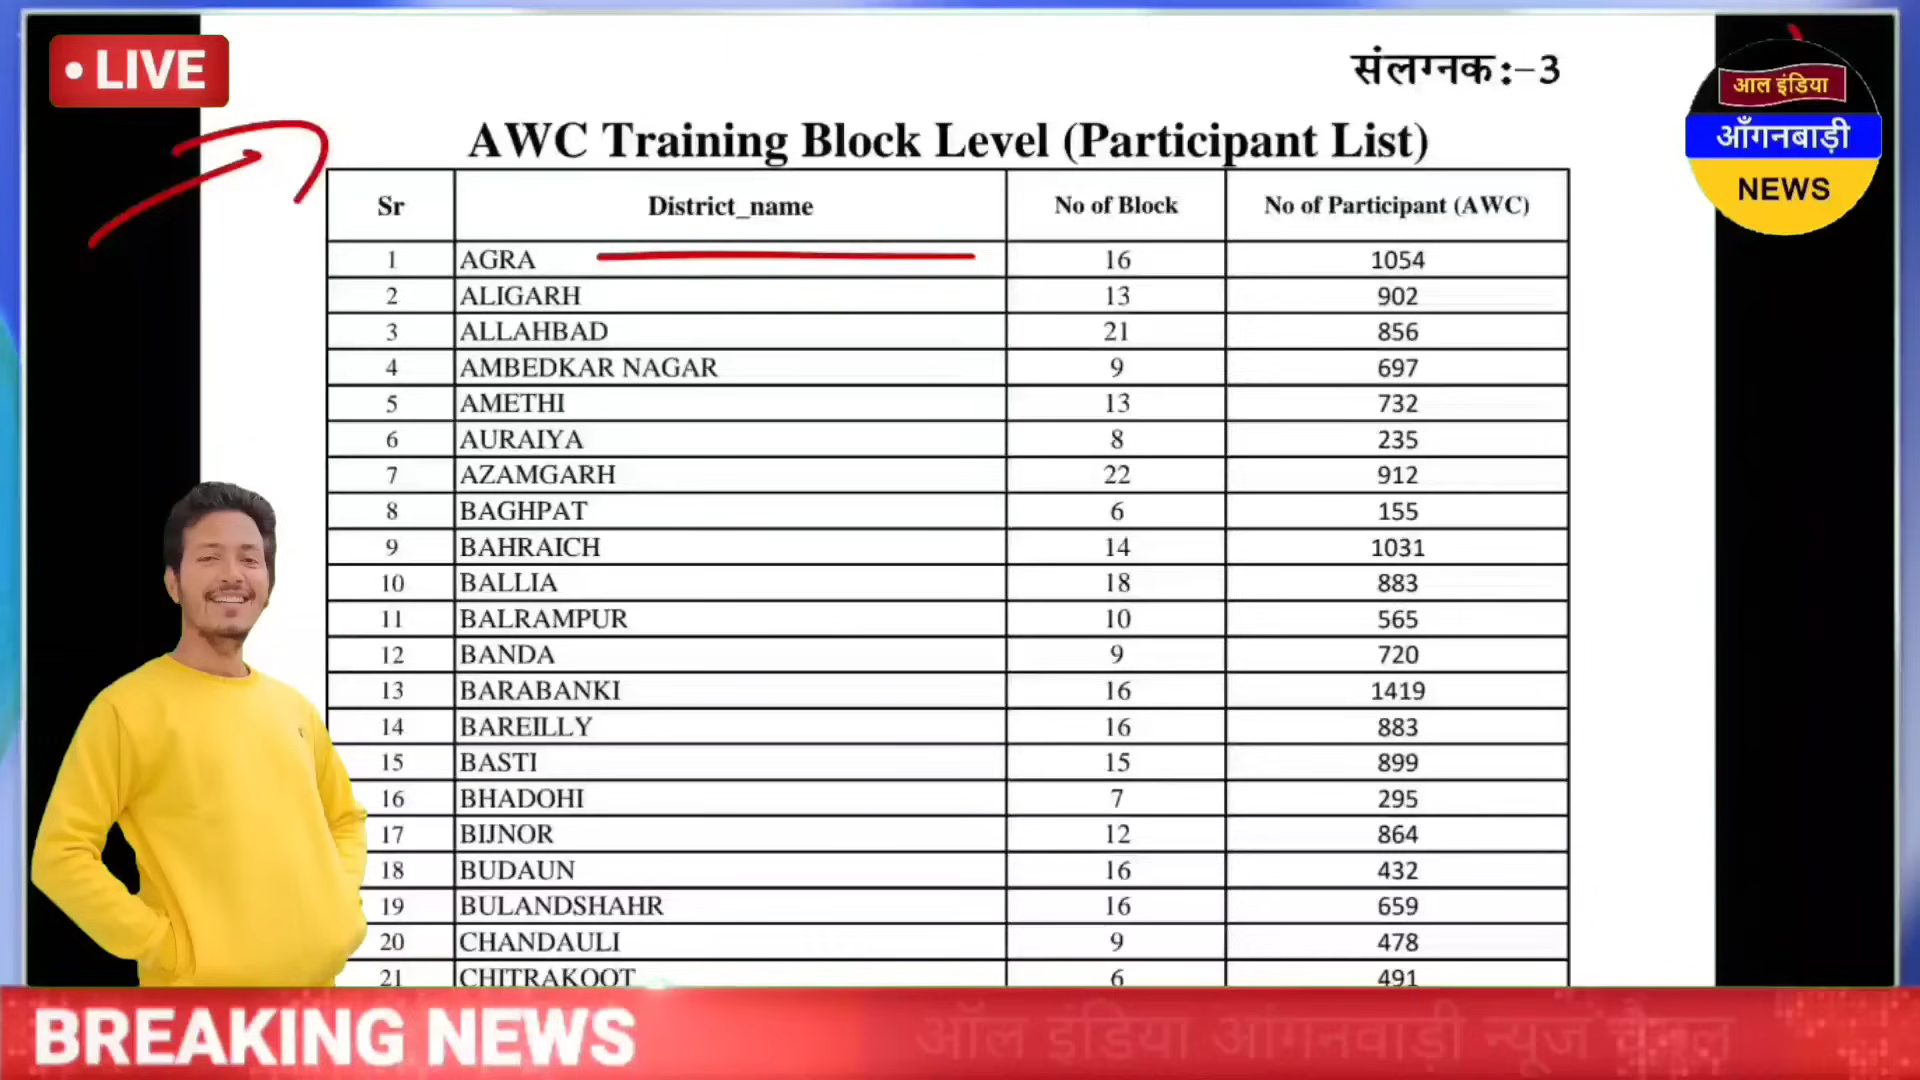 • LIVE
संलग्नक:-3
आल इंडिया
आँगनबाड़ी
NEWS
AWC Training Block Level (Participant List)
Sr District_name No of Block No of Participant (AWC)
1 AGRA 16 1054
2 ALIGARH 13 902
3 ALLAHBAD 21 856
4 AMBEDKAR NAGAR 9 697
5 AMETHI 13 732
6 AURAIYA 8 235
7 AZAMGARH 22 912
8 BAGHPAT 6 155
9 BAHRAICH 14 1031
10 BALLIA 18 883
11 BALRAMPUR 10 565
12 BANDA 9 720
13 BARABANKI 16 1419
14 BAREILLY 16 883
15 BASTI 15 899
16 BHADOHI 7 295
17 BIJNOR 12 864
18 BUDAUN 16 432
19 BULANDSHAHR 16 659
20 CHANDAULI 9 478
21 CHITRAKOOT 6 491
BREAKING NEWS
ऑल इंडिया आंगनवाड़ी न्यूज चैनल